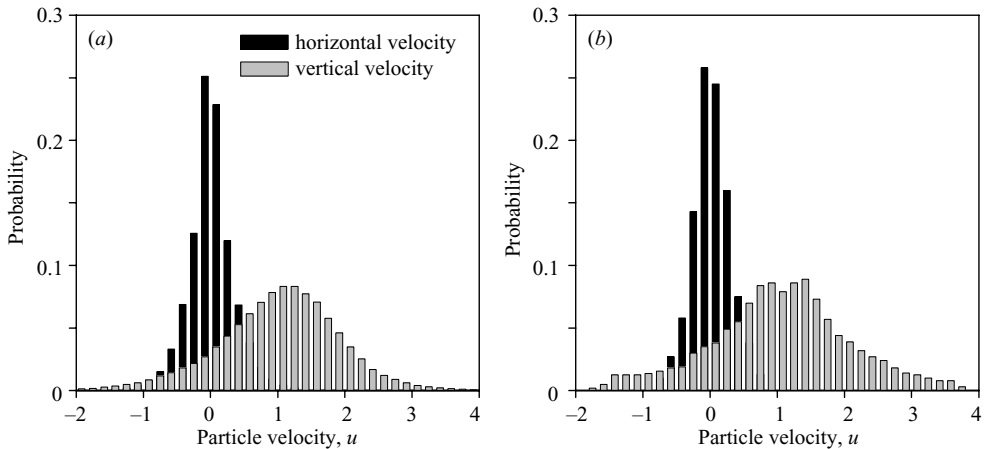 0.3
(a)
horizontal velocity
vertical velocity
0.2
Probability
0.1
0
–2
–1
0
1
2
3
4
Particle velocity, u
0.3
(b)
0.2
Probability
0.1
0
–2
–1
0
1
2
3
4
Particle velocity, u